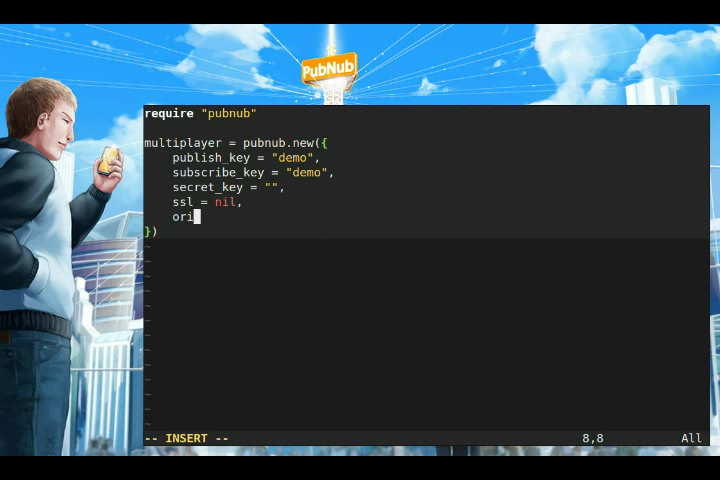 PubNub
require "pubnub"
multiplayer = pubnub.new({
    publish_key = "demo",
    subscribe_key = "demo",
    secret_key = "",
    ssl = nil,
    ori
})
~
~
~
~
~
~
~
~
~
~
~
~
~
-- INSERT -- 8,8 All